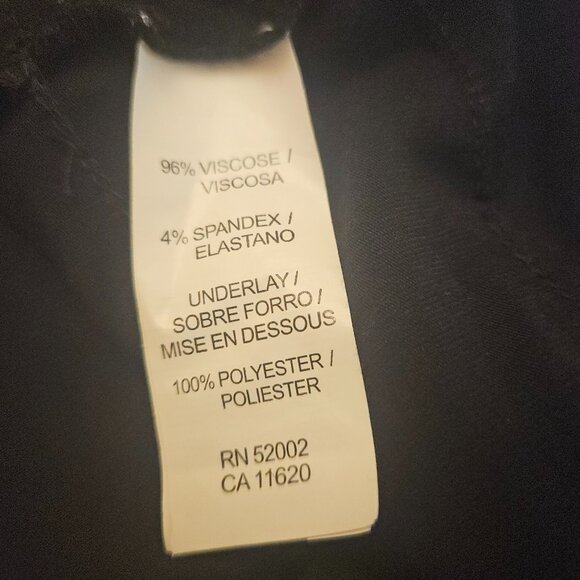 96% VISCOSE /
VISCOSA
4% SPANDEX /
ELASTANO
UNDERLAY /
SOBRE FORRO /
MISE EN DESSOUS
100% POLYESTER /
POLIESTER
RN 52002
CA 11620